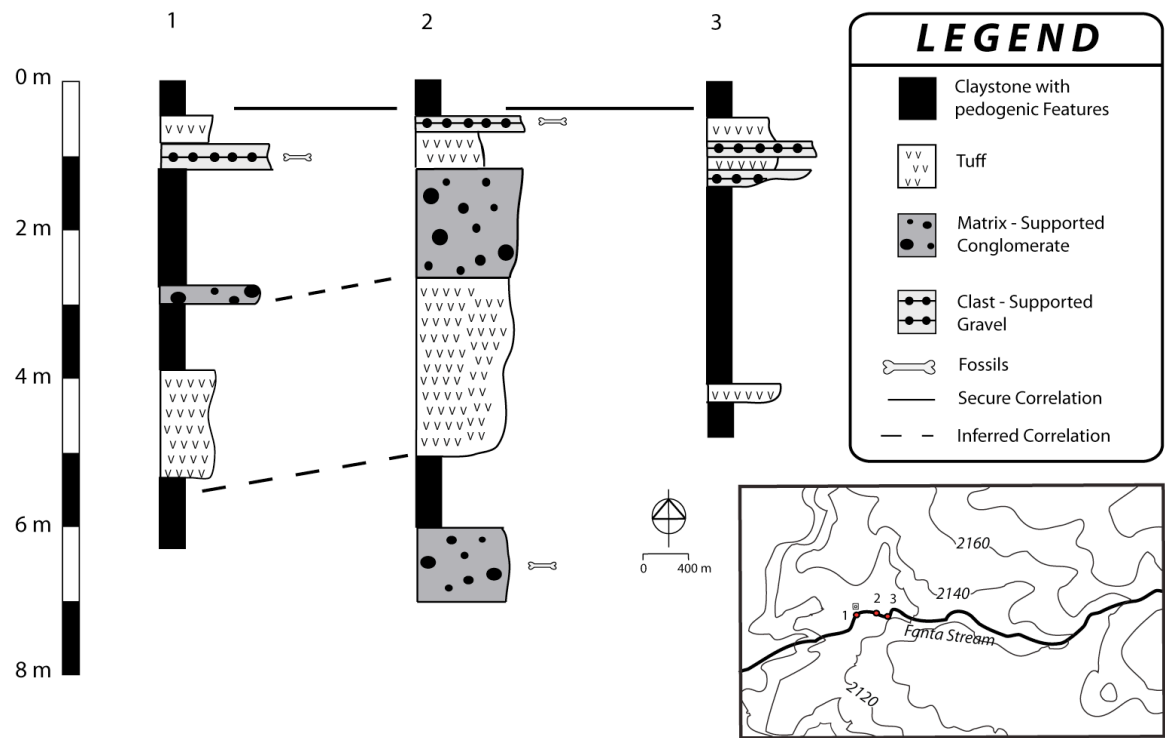 1
2
3
0 m
2 m
4 m
6 m
8 m
LEGEND
Claystone with
pedogenic Features
Tuff
Matrix - Supported
Conglomerate
Clast - Supported
Gravel
Fossils
Secure Correlation
Inferred Correlation
0 400 m
2160
2140
1 2 3
Fanta Stream
2120